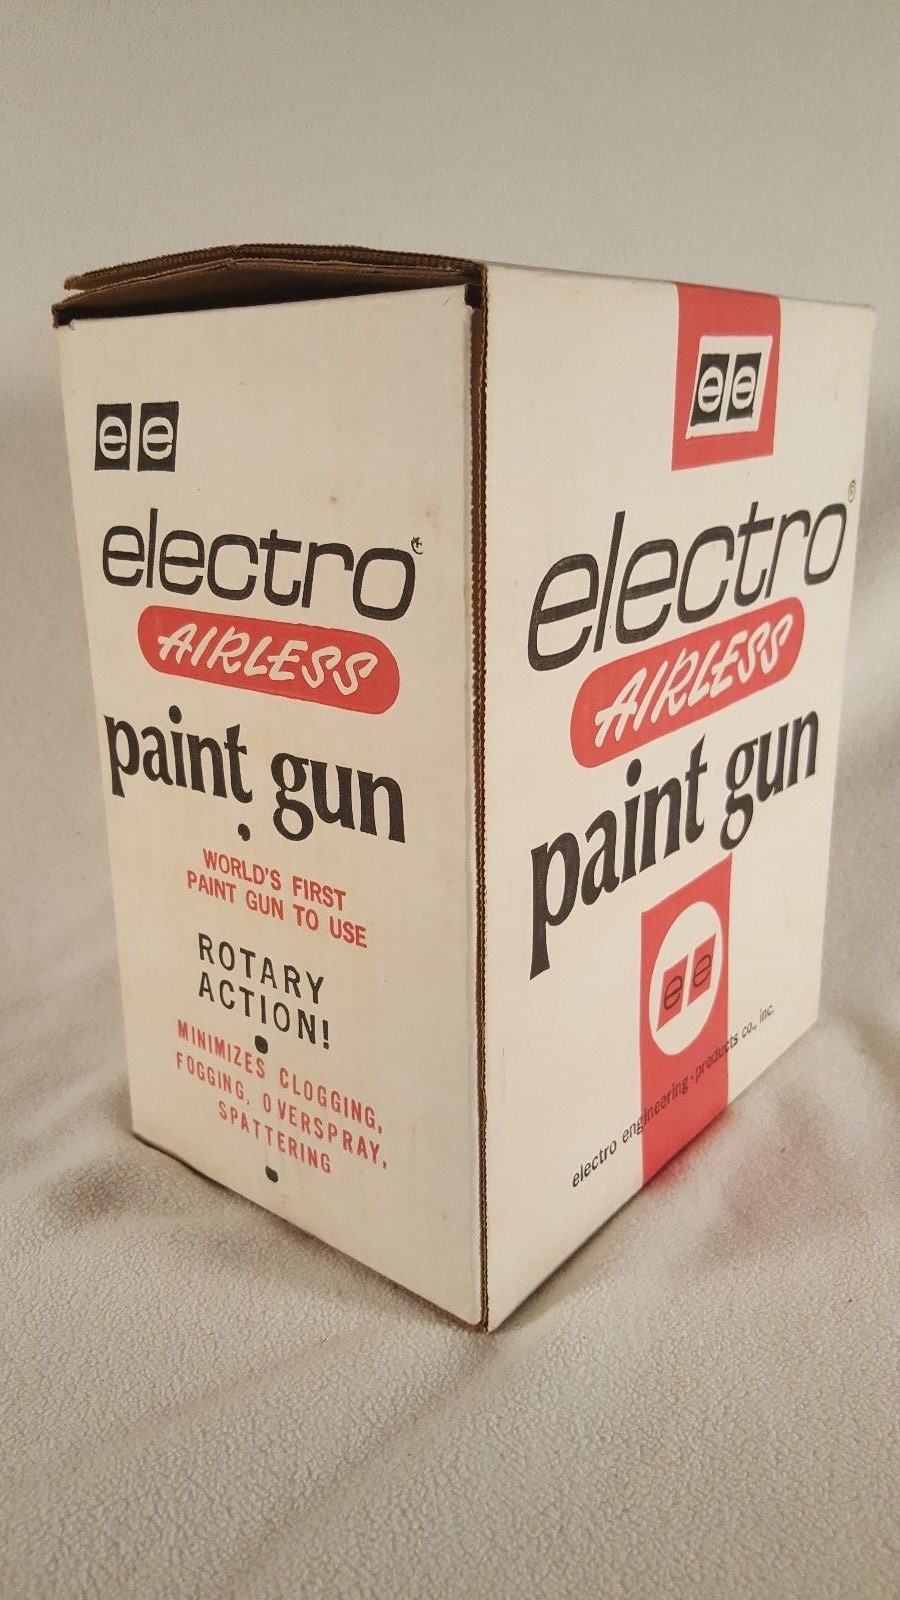 ee
electro®
AIRLESS
paint gun
WORLD'S FIRST
PAINT GUN TO USE
ROTARY
ACTION!
MINIMIZES CLOGGING,
FOGGING, OVERSPRAY,
SPATTERING
ee
electro®
AIRLESS
paint gun
ee
electro engineering·products co., inc.